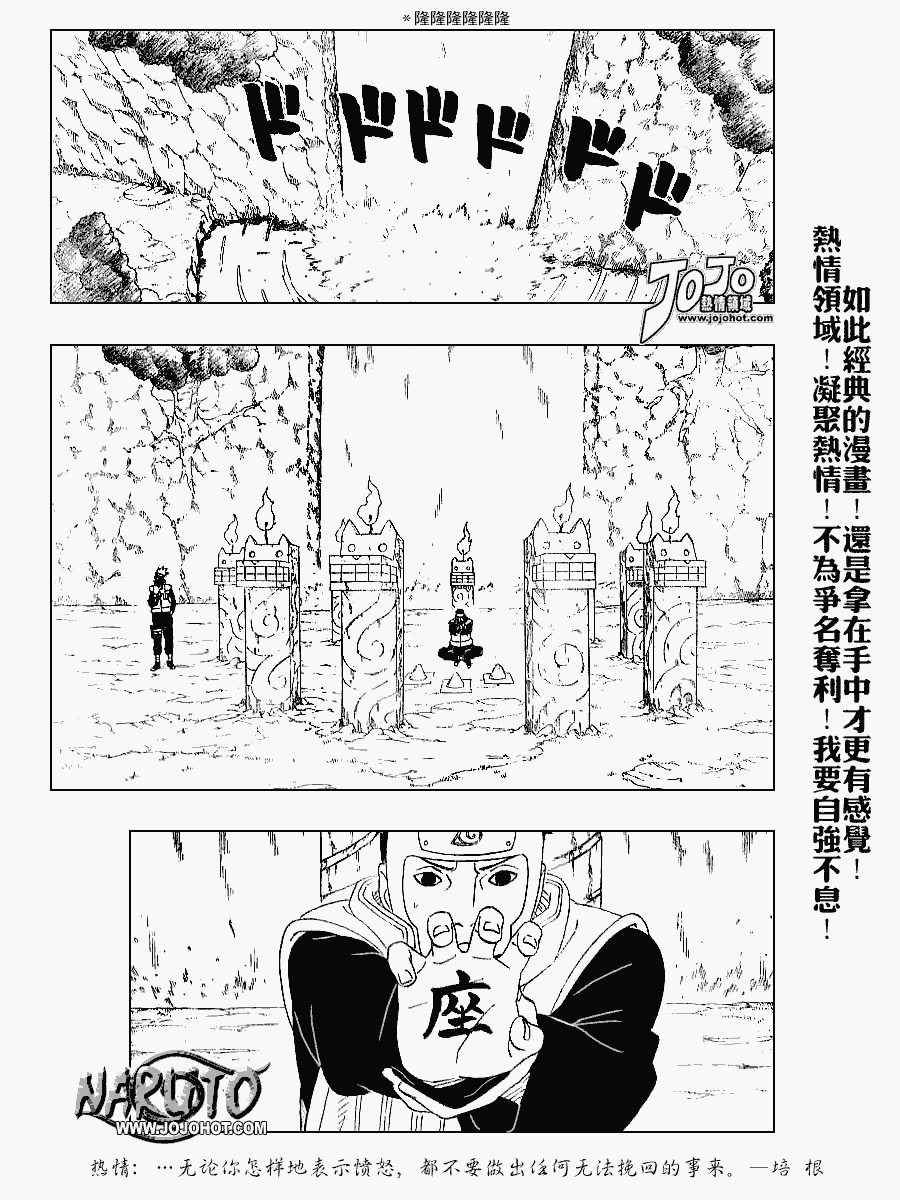 *隆隆隆隆隆隆
ドドドドドド
JOJO
熱情領域
www.jojohot.com
如此經典的漫畫！還是拿在手中才更有感覺！
熱情領域！凝聚熱情！不為爭名奪利！我要自強不息！
座
NARUTO
WWW.JOJOHOT.COM
热情：…无论你怎样地表示愤怒，都不要做出任何无法挽回的事来。—培 根